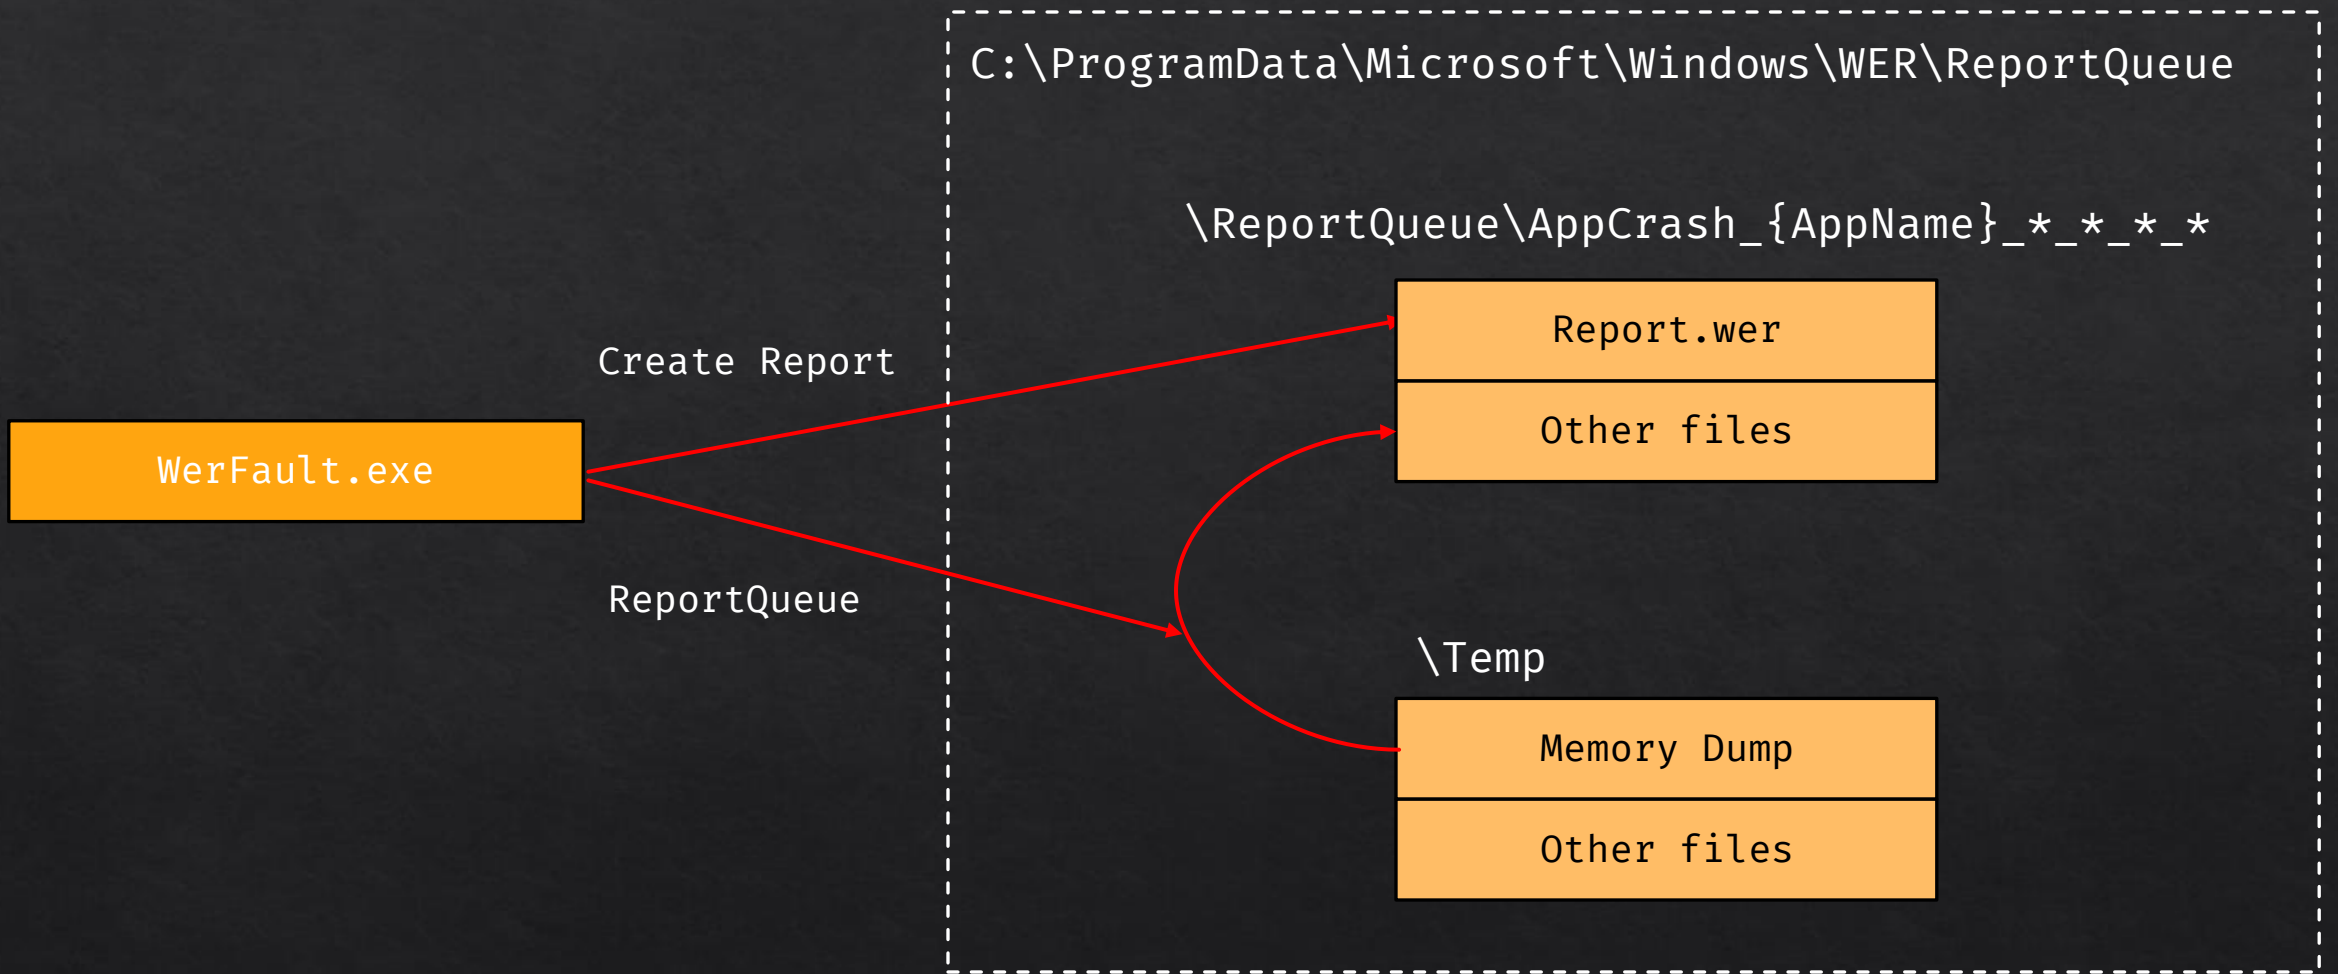 C:\ProgramData\Microsoft\Windows\WER\ReportQueue
\ReportQueue\AppCrash_{AppName}_*_*_*_*
Report.wer
Create Report
Other files
WerFault.exe
ReportQueue
\Temp
Memory Dump
Other files